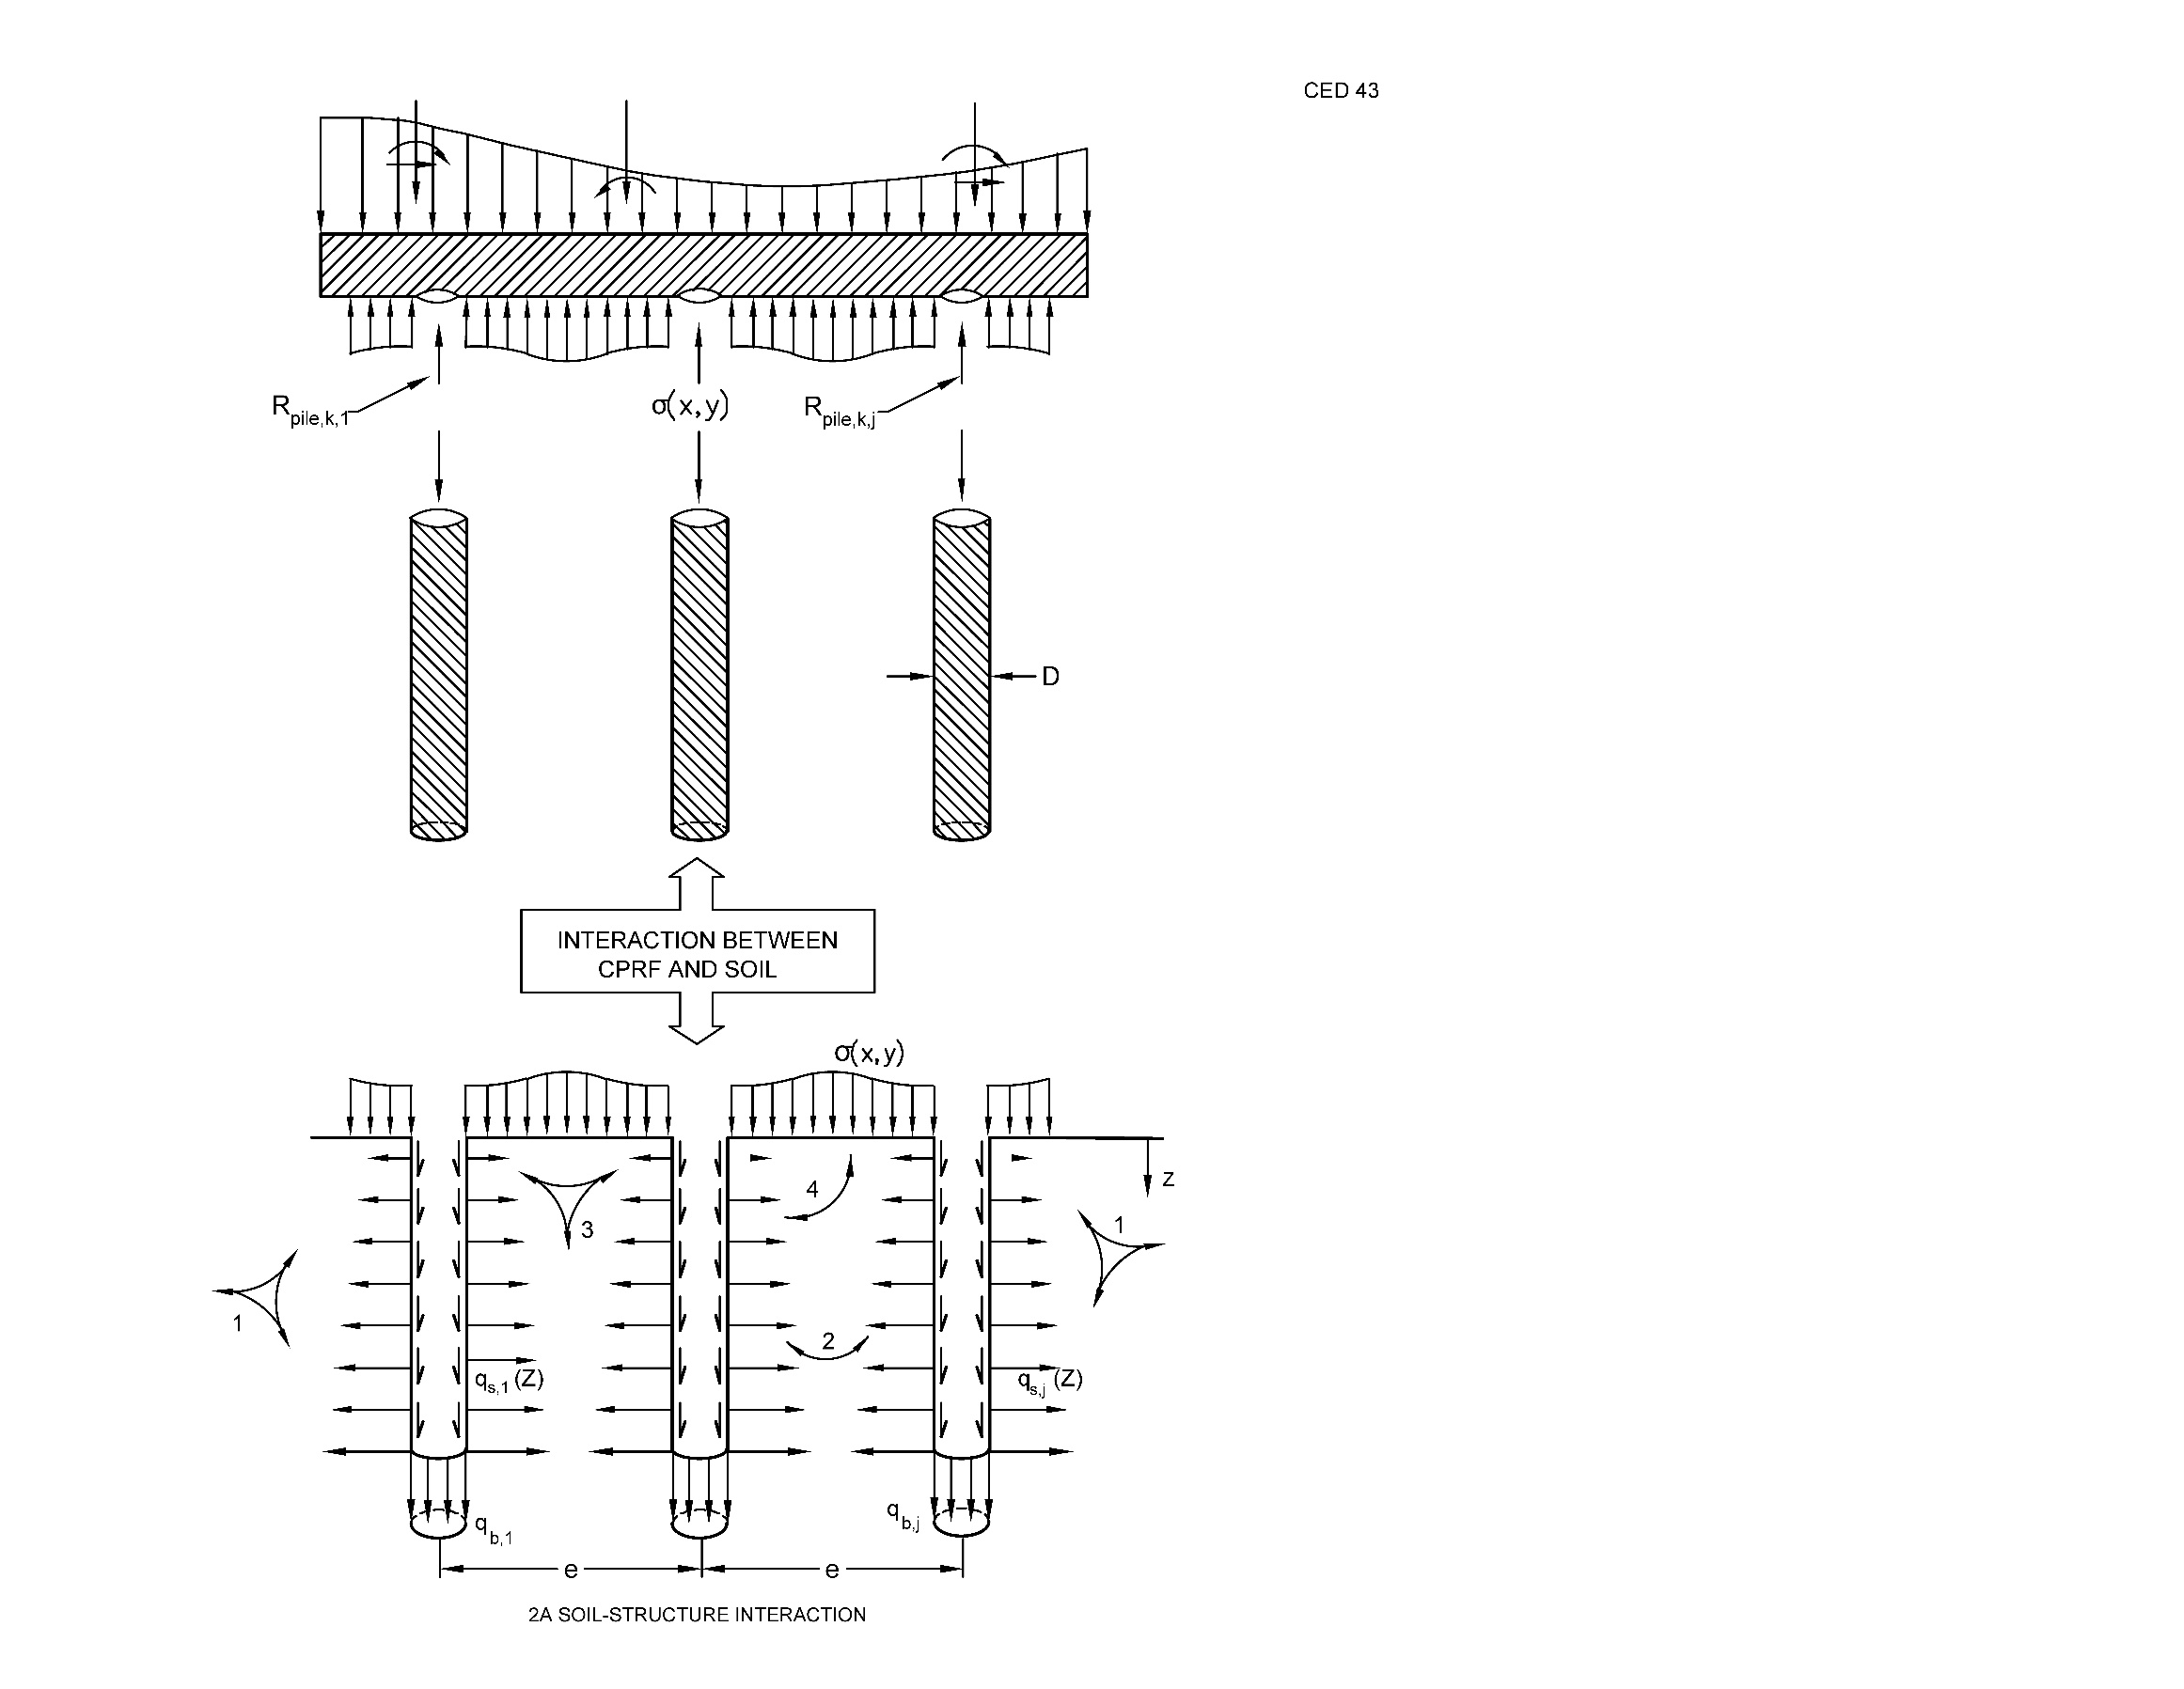 CED 43
R pile,k,1
σ(x,y)
R pile,k,j
D
INTERACTION BETWEEN
CPRF AND SOIL
σ(x,y)
z
4
3
1
1
2
q s,1 (Z)
q s,j (Z)
q b,1
q b,j
e
e
2A SOIL-STRUCTURE INTERACTION